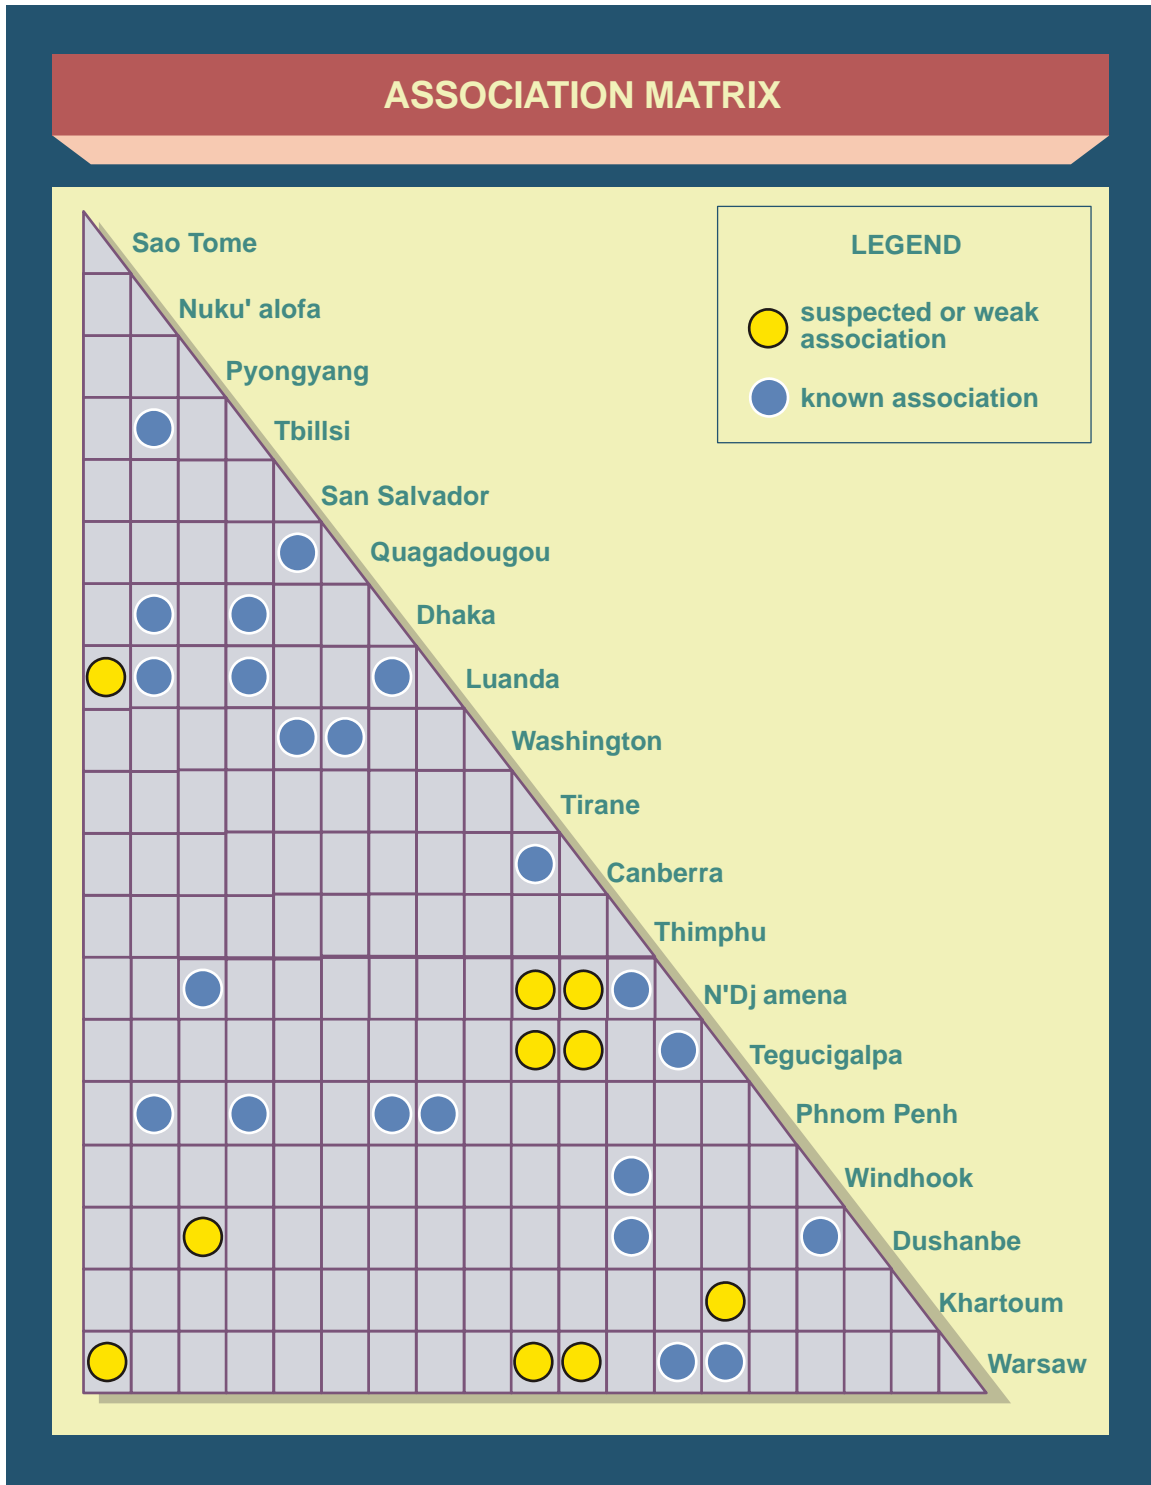 ASSOCIATION MATRIX
LEGEND
suspected or weak
association
known association
Sao Tome
Nuku' alofa
Pyongyang
Tbillsi
San Salvador
Quagadougou
Dhaka
Luanda
Washington
Tirane
Canberra
Thimphu
N'Dj amena
Tegucigalpa
Phnom Penh
Windhook
Dushanbe
Khartoum
Warsaw